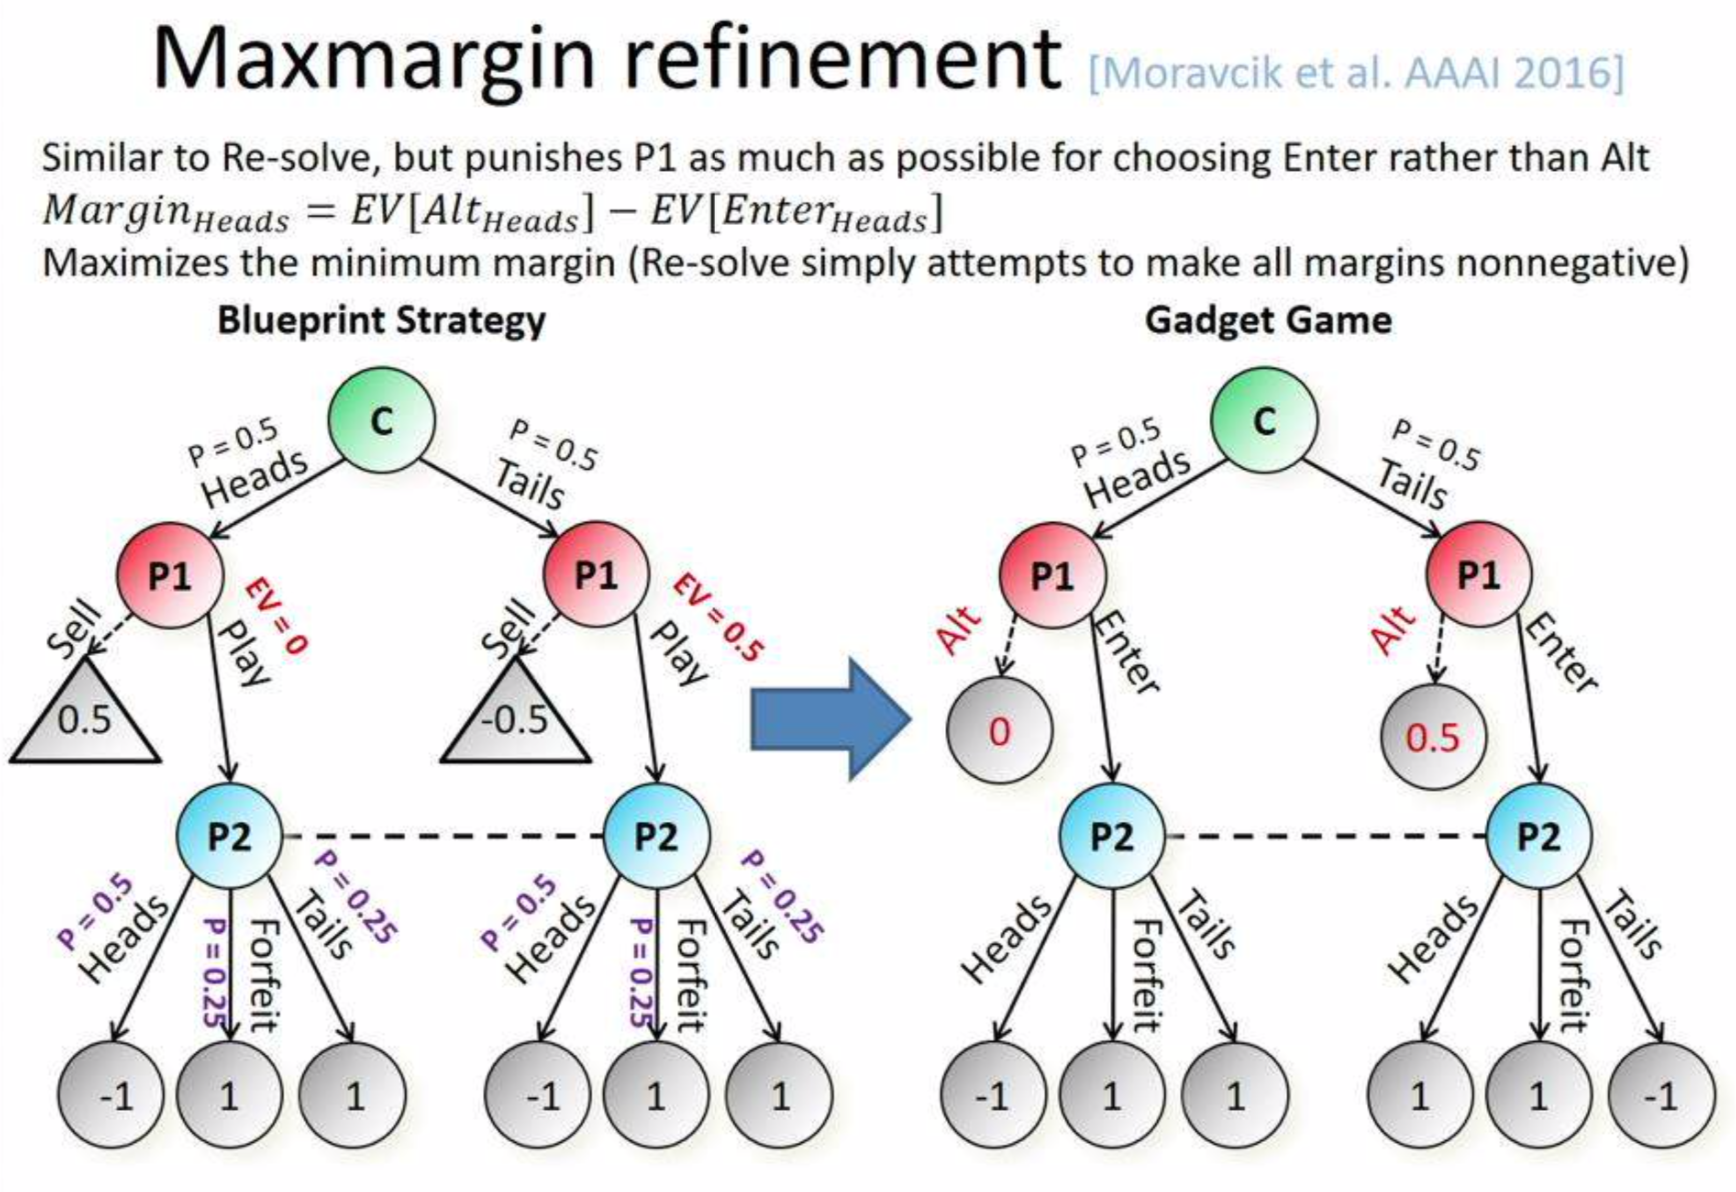 Maxmargin refinement [Moravcik et al. AAAI 2016]
Similar to Re-solve, but punishes P1 as much as possible for choosing Enter rather than Alt
Margin_Heads = EV[Alt_Heads] − EV[Enter_Heads]
Maximizes the minimum margin (Re-solve simply attempts to make all margins nonnegative)
Blueprint Strategy
C
P = 0.5
Heads
P = 0.5
Tails
P1
P1
Sell
EV = 0
Play
Sell
EV = 0.5
Play
0.5
-0.5
P2
P2
P = 0.5
Heads
P = 0.25
Forfeit
P = 0.25
Tails
P = 0.5
Heads
P = 0.25
Forfeit
P = 0.25
Tails
-1
1
1
-1
1
1
Gadget Game
C
P = 0.5
Heads
P = 0.5
Tails
P1
P1
Alt
Enter
Alt
Enter
0
0.5
P2
P2
Heads
Forfeit
Tails
Heads
Forfeit
Tails
-1
1
1
1
1
-1